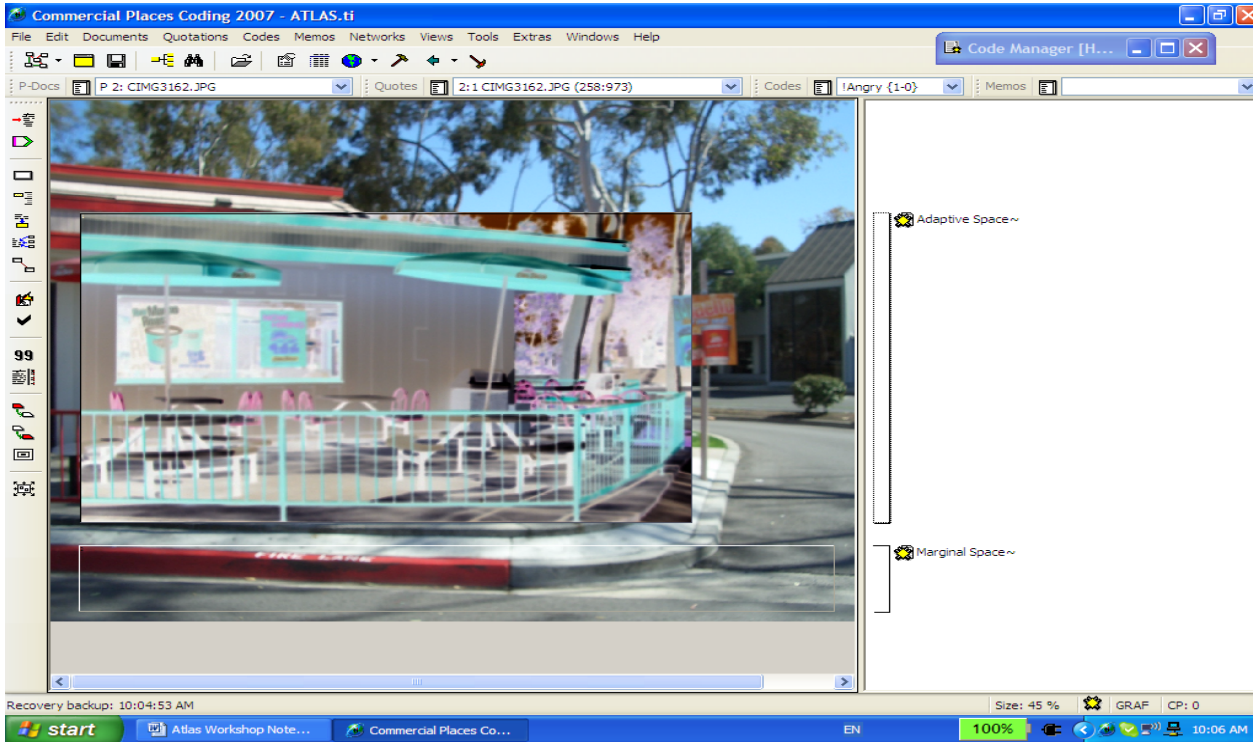 Commercial Places Coding 2007 - ATLAS.ti
File Edit Documents Quotations Codes Memos Networks Views Tools Extras Windows Help
Code Manager [H...
P-Docs P 2: CIMG3162.JPG Quotes 2:1 CIMG3162.JPG (258:973) Codes !Angry {1-0} Memos
99
Adaptive Space~
FIRE LANE
Marginal Space~
Recovery backup: 10:04:53 AM Size: 45 % GRAF CP: 0
start Atlas Workshop Note... Commercial Places Co... EN 100% 10:06 AM